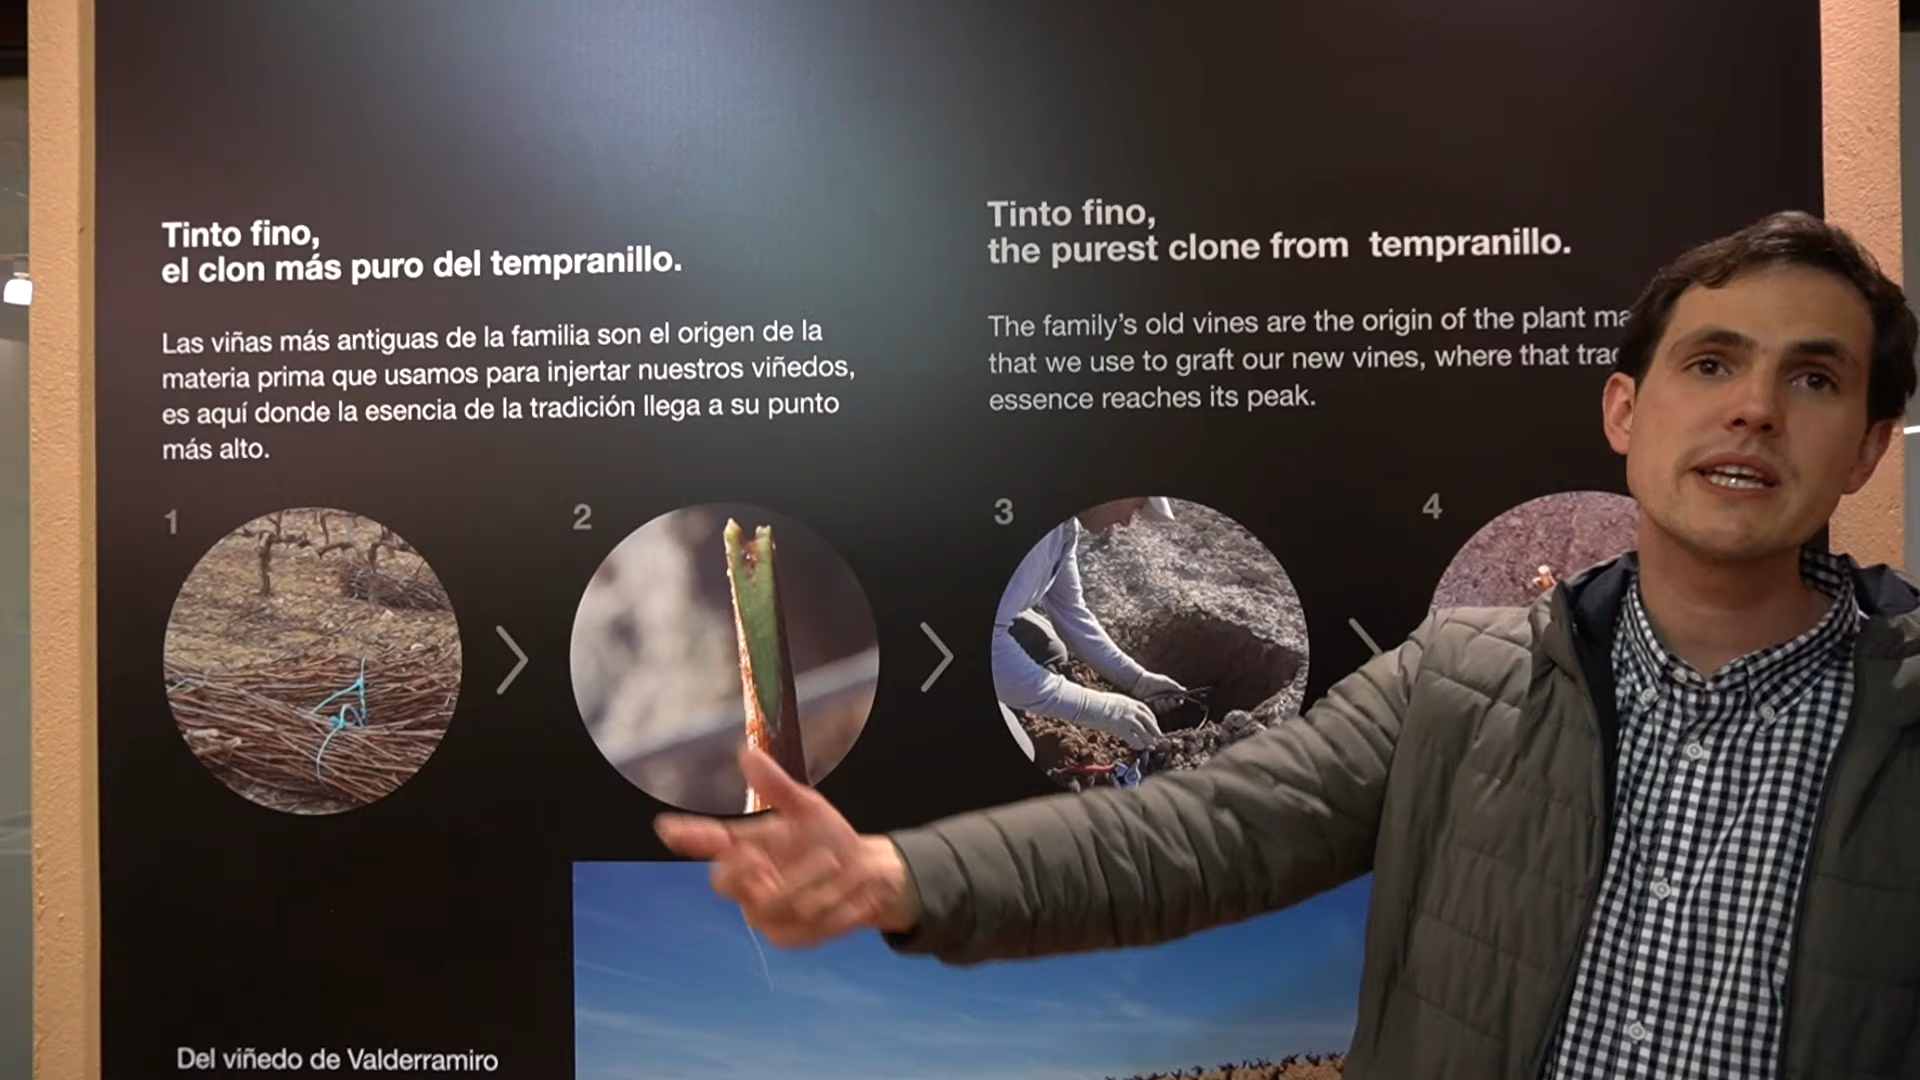 Tinto fino,
el clon más puro del tempranillo.
Las viñas más antiguas de la familia son el origen de la
materia prima que usamos para injertar nuestros viñedos,
es aquí donde la esencia de la tradición llega a su punto
más alto.
Tinto fino,
the purest clone from tempranillo.
The family's old vines are the origin of the plant
that we use to graft our new vines, where that
essence reaches its peak.
1
2
3
4
Del viñedo de Valderramiro